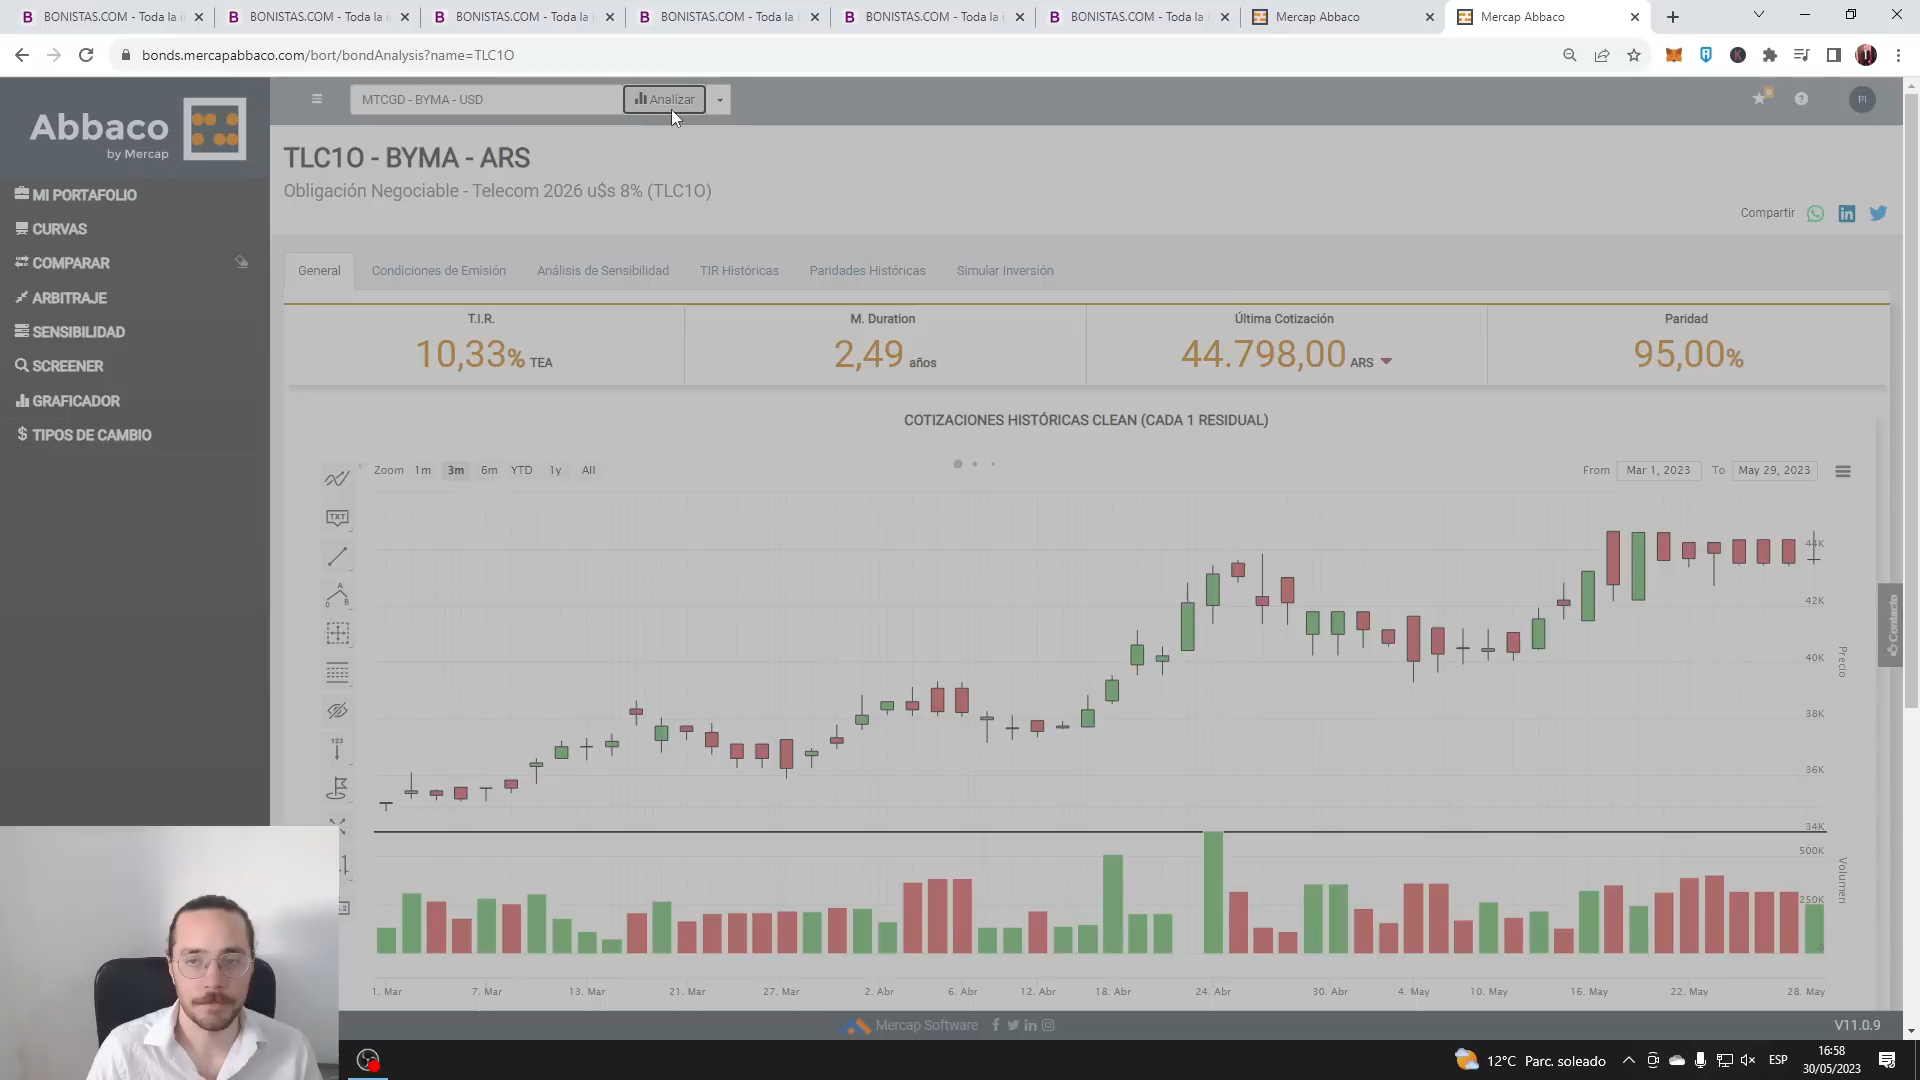 BONISTAS.COM - Toda la i
BONISTAS.COM - Toda la i
BONISTAS.COM - Toda la i
BONISTAS.COM - Toda la i
BONISTAS.COM - Toda la i
BONISTAS.COM - Toda la i
Mercap Abbaco
Mercap Abbaco
bonds.mercapabbaco.com/bort/bondAnalysis?name=TLC1O
Abbaco
by Mercap
MTCGD - BYMA - USD
Analizar
PI
MI PORTAFOLIO
CURVAS
COMPARAR
ARBITRAJE
SENSIBILIDAD
SCREENER
GRAFICADOR
$ TIPOS DE CAMBIO
TLC1O - BYMA - ARS
Obligación Negociable - Telecom 2026 u$s 8% (TLC1O)
Compartir
General
Condiciones de Emisión
Análisis de Sensibilidad
TIR Históricas
Paridades Históricas
Simular Inversión
T.I.R.
10,33% TEA
M. Duration
2,49 años
Última Cotización
44.798,00 ARS
Paridad
95,00%
COTIZACIONES HISTÓRICAS CLEAN (CADA 1 RESIDUAL)
Zoom 1m 3m 6m YTD 1y All
From Mar 1, 2023 To May 29, 2023
TXT
A
B
123
44K
42K
40K
38K
36K
34K
Precio
500K
250K
0
Volumen
1. Mar
7. Mar
13. Mar
21. Mar
27. Mar
2. Abr
6. Abr
12. Abr
18. Abr
24. Abr
30. Abr
4. May
10. May
16. May
22. May
28. May
Contacto
Mercap Software
V11.0.9
12°C Parc. soleado
ESP
16:58
30/05/2023